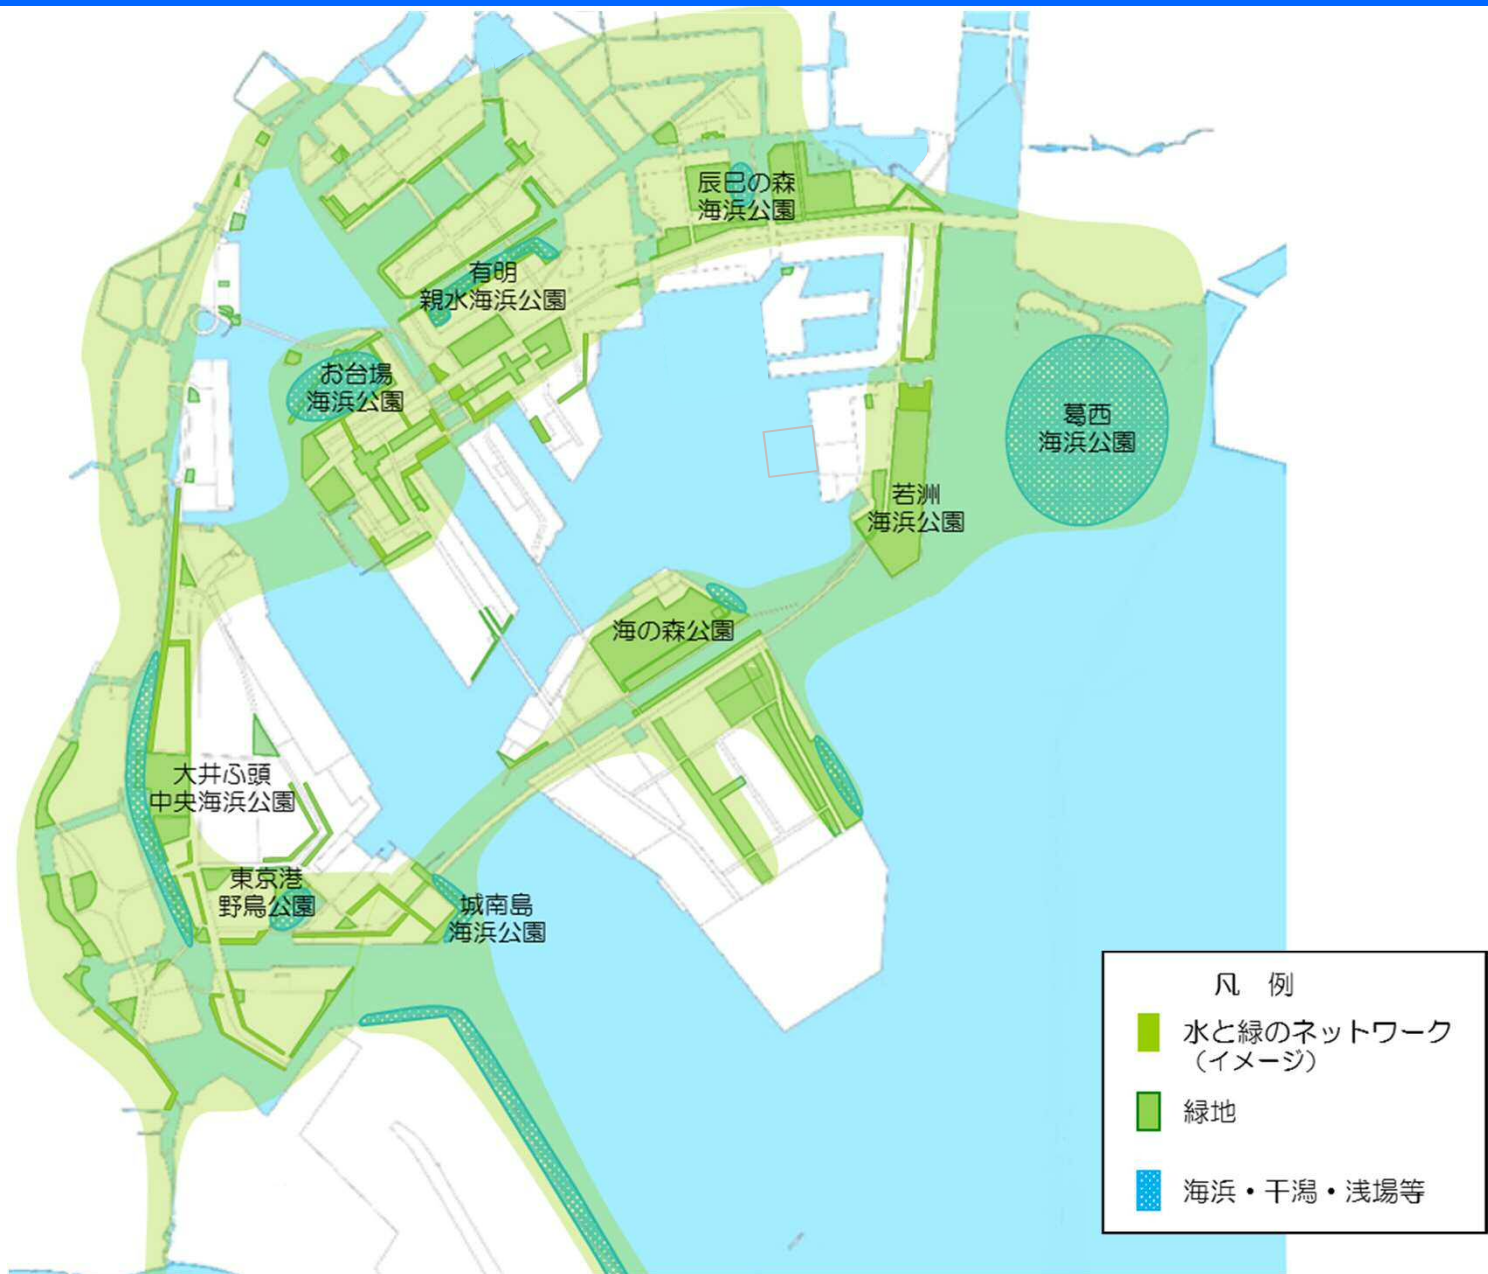 辰巳の森
海浜公園
有明
親水海浜公園
お台場
海浜公園
葛西
海浜公園
若洲
海浜公園
海の森公園
大井ふ頭
中央海浜公園
東京港
野鳥公園
城南島
海浜公園
凡 例
水と緑のネットワーク
（イメージ）
緑地
海浜・干潟・浅場等